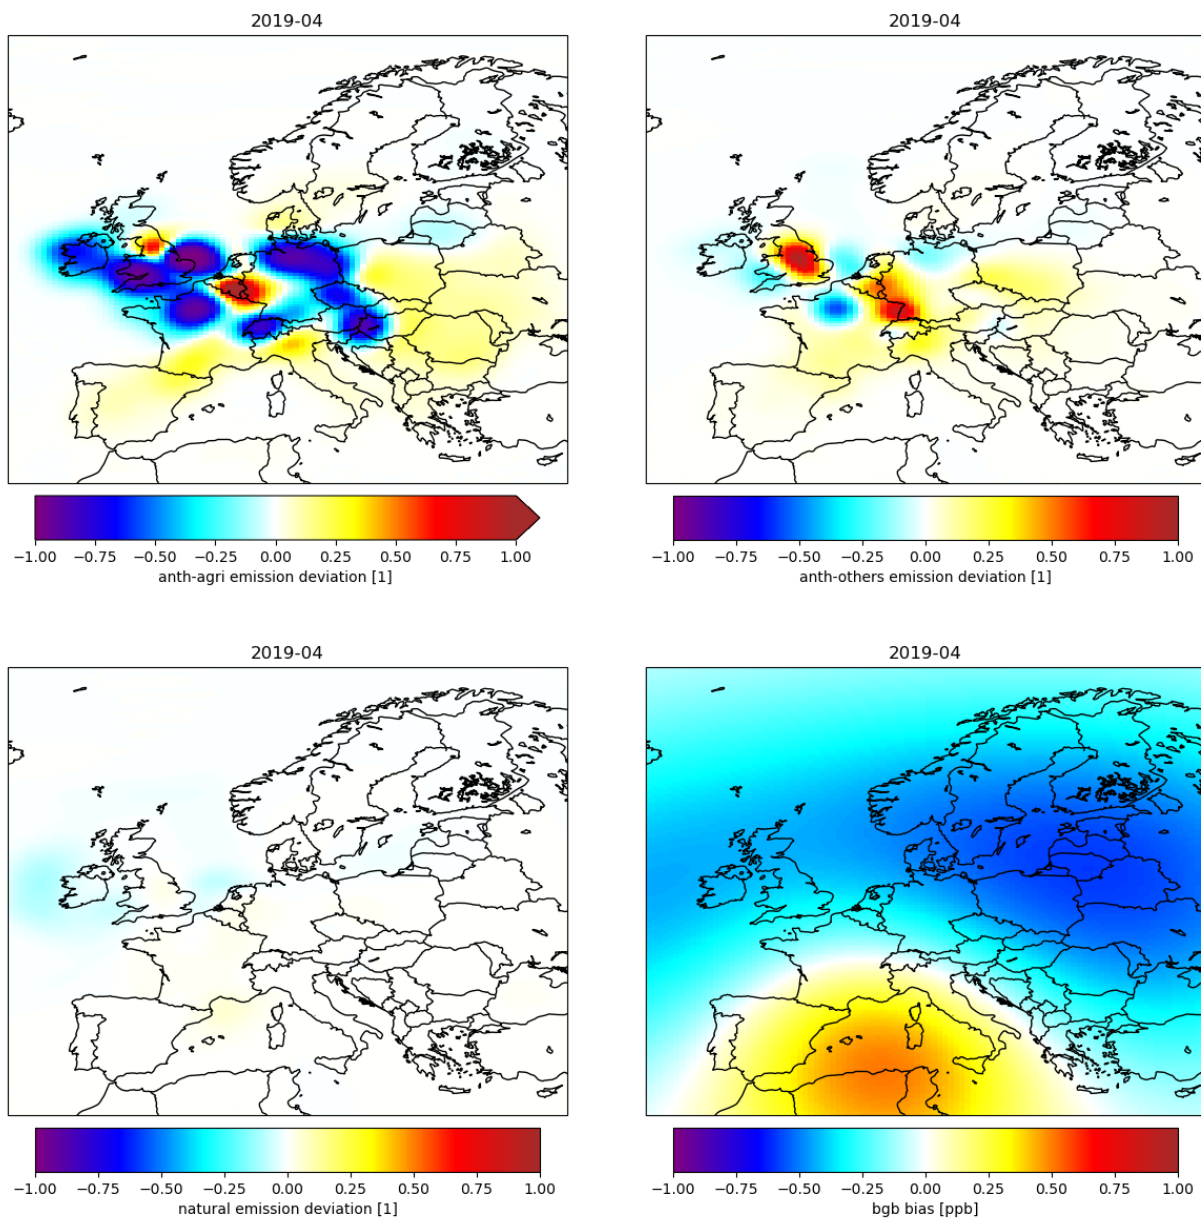 2019-04
2019-04
−1.00 −0.75 −0.50 −0.25 0.00 0.25 0.50 0.75 1.00
anth-agri emission deviation [1]
−1.00 −0.75 −0.50 −0.25 0.00 0.25 0.50 0.75 1.00
anth-others emission deviation [1]
2019-04
2019-04
−1.00 −0.75 −0.50 −0.25 0.00 0.25 0.50 0.75 1.00
natural emission deviation [1]
−1.00 −0.75 −0.50 −0.25 0.00 0.25 0.50 0.75 1.00
bgb bias [ppb]